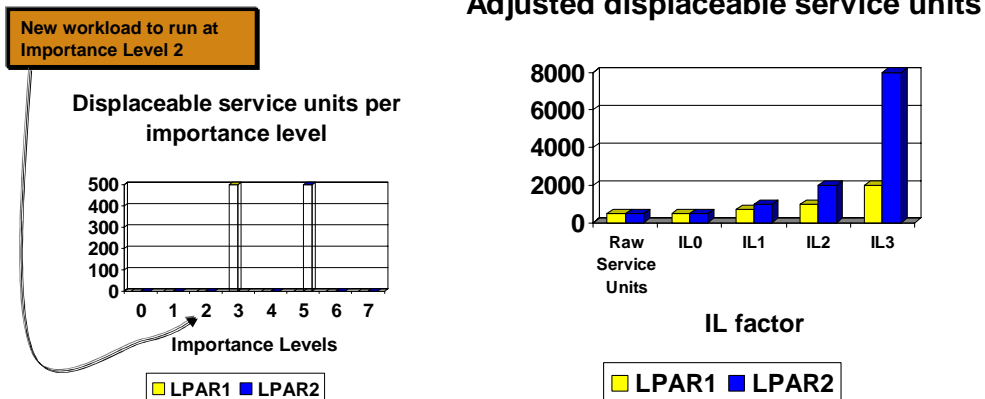 New workload to run at
Importance Level 2
Displaceable service units per
importance level
500
400
300
200
100
0
0 1 2 3 4 5 6 7
Importance Levels
LPAR1 LPAR2
Adjusted displaceable service units
8000
6000
4000
2000
0
Raw Service Units IL0 IL1 IL2 IL3
IL factor
LPAR1 LPAR2